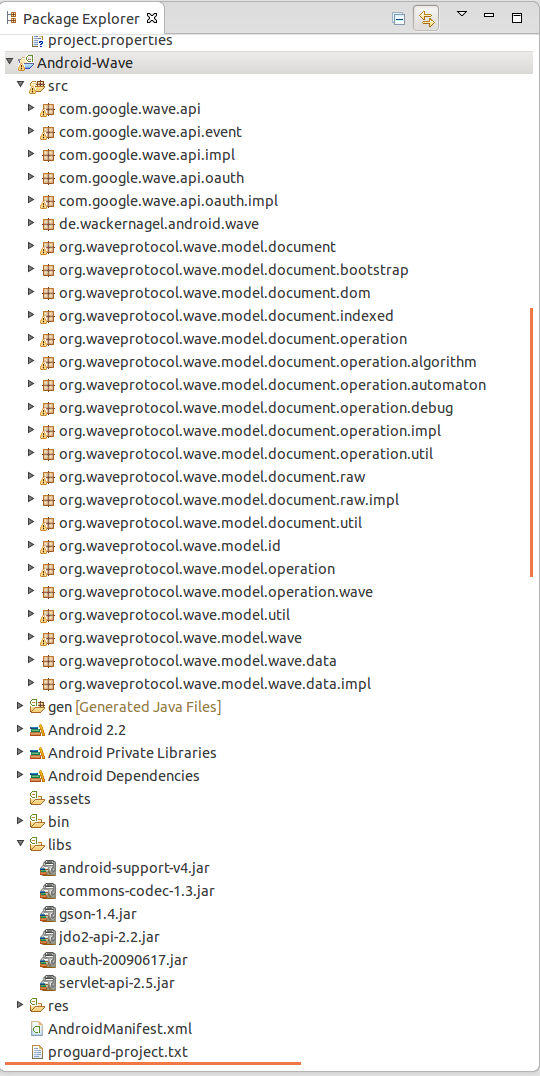 Package Explorer
project.properties
Android-Wave
src
com.google.wave.api
com.google.wave.api.event
com.google.wave.api.impl
com.google.wave.api.oauth
com.google.wave.api.oauth.impl
de.wackernagel.android.wave
org.waveprotocol.wave.model.document
org.waveprotocol.wave.model.document.bootstrap
org.waveprotocol.wave.model.document.dom
org.waveprotocol.wave.model.document.indexed
org.waveprotocol.wave.model.document.operation
org.waveprotocol.wave.model.document.operation.algorithm
org.waveprotocol.wave.model.document.operation.automaton
org.waveprotocol.wave.model.document.operation.debug
org.waveprotocol.wave.model.document.operation.impl
org.waveprotocol.wave.model.document.operation.util
org.waveprotocol.wave.model.document.raw
org.waveprotocol.wave.model.document.raw.impl
org.waveprotocol.wave.model.document.util
org.waveprotocol.wave.model.id
org.waveprotocol.wave.model.operation
org.waveprotocol.wave.model.operation.wave
org.waveprotocol.wave.model.util
org.waveprotocol.wave.model.wave
org.waveprotocol.wave.model.wave.data
org.waveprotocol.wave.model.wave.data.impl
gen [Generated Java Files]
Android 2.2
Android Private Libraries
Android Dependencies
assets
bin
libs
android-support-v4.jar
commons-codec-1.3.jar
gson-1.4.jar
jdo2-api-2.2.jar
oauth-20090617.jar
servlet-api-2.5.jar
res
AndroidManifest.xml
proguard-project.txt